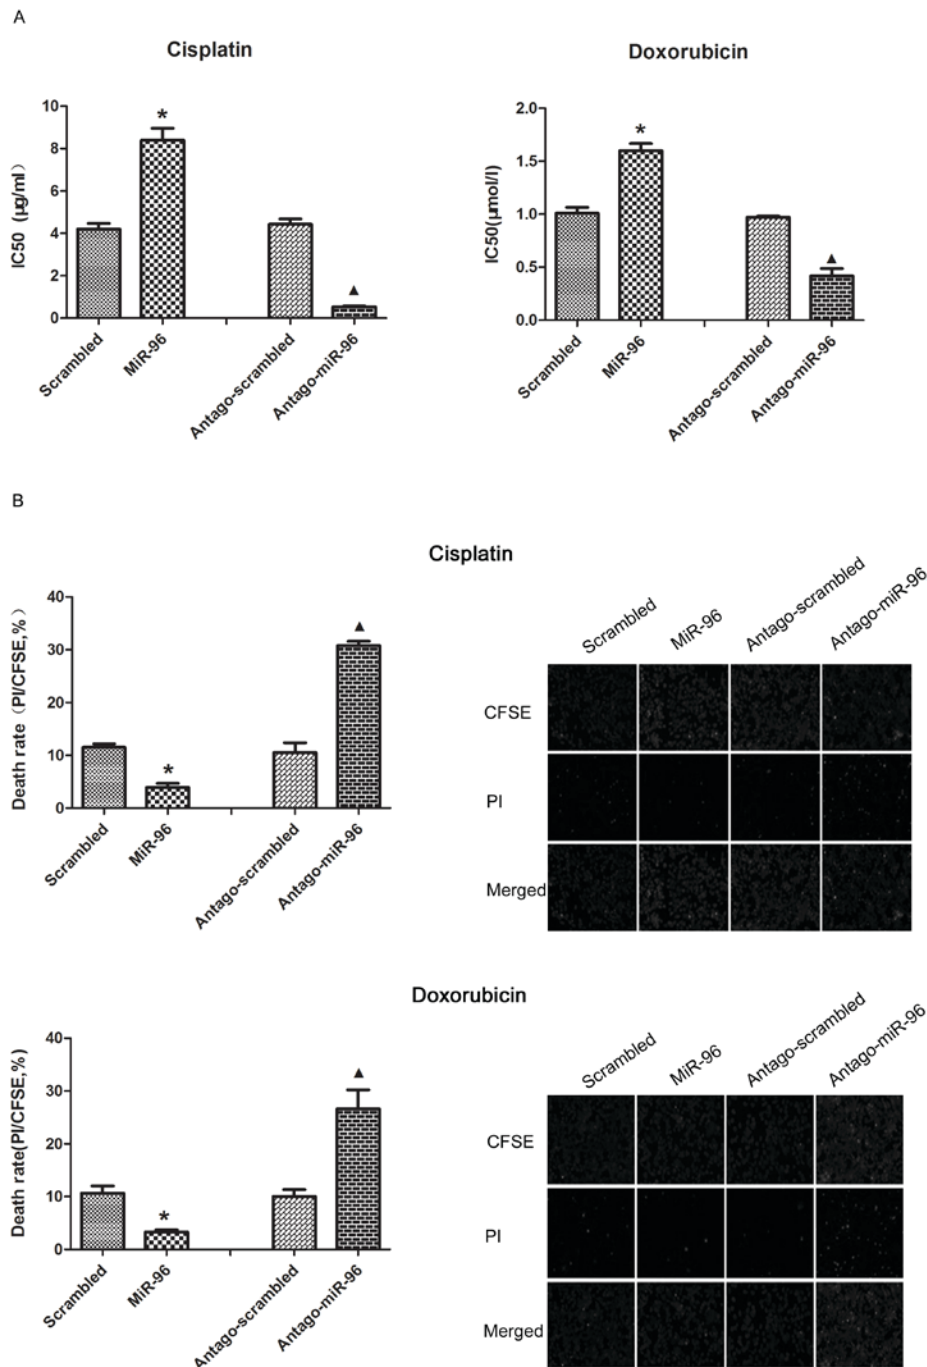 A
Cisplatin
10
8
6
4
2
0
IC50 (μg/ml)
*
▲
Scrambled
MiR-96
Antago-scrambled
Antago-miR-96
Doxorubicin
2.0
1.5
1.0
0.5
0.0
IC50(μmol/l)
*
▲
Scrambled
MiR-96
Antago-scrambled
Antago-miR-96
B
Cisplatin
40
30
20
10
0
Death rate (PI/CFSE,%)
*
▲
Scrambled
MiR-96
Antago-scrambled
Antago-miR-96
Scrambled
MiR-96
Antago-scrambled
Antago-miR-96
CFSE
PI
Merged
Doxorubicin
40
30
20
10
0
Death rate(PI/CFSE,%)
*
▲
Scrambled
MiR-96
Antago-scrambled
Antago-miR-96
Scrambled
MiR-96
Antago-scrambled
Antago-miR-96
CFSE
PI
Merged